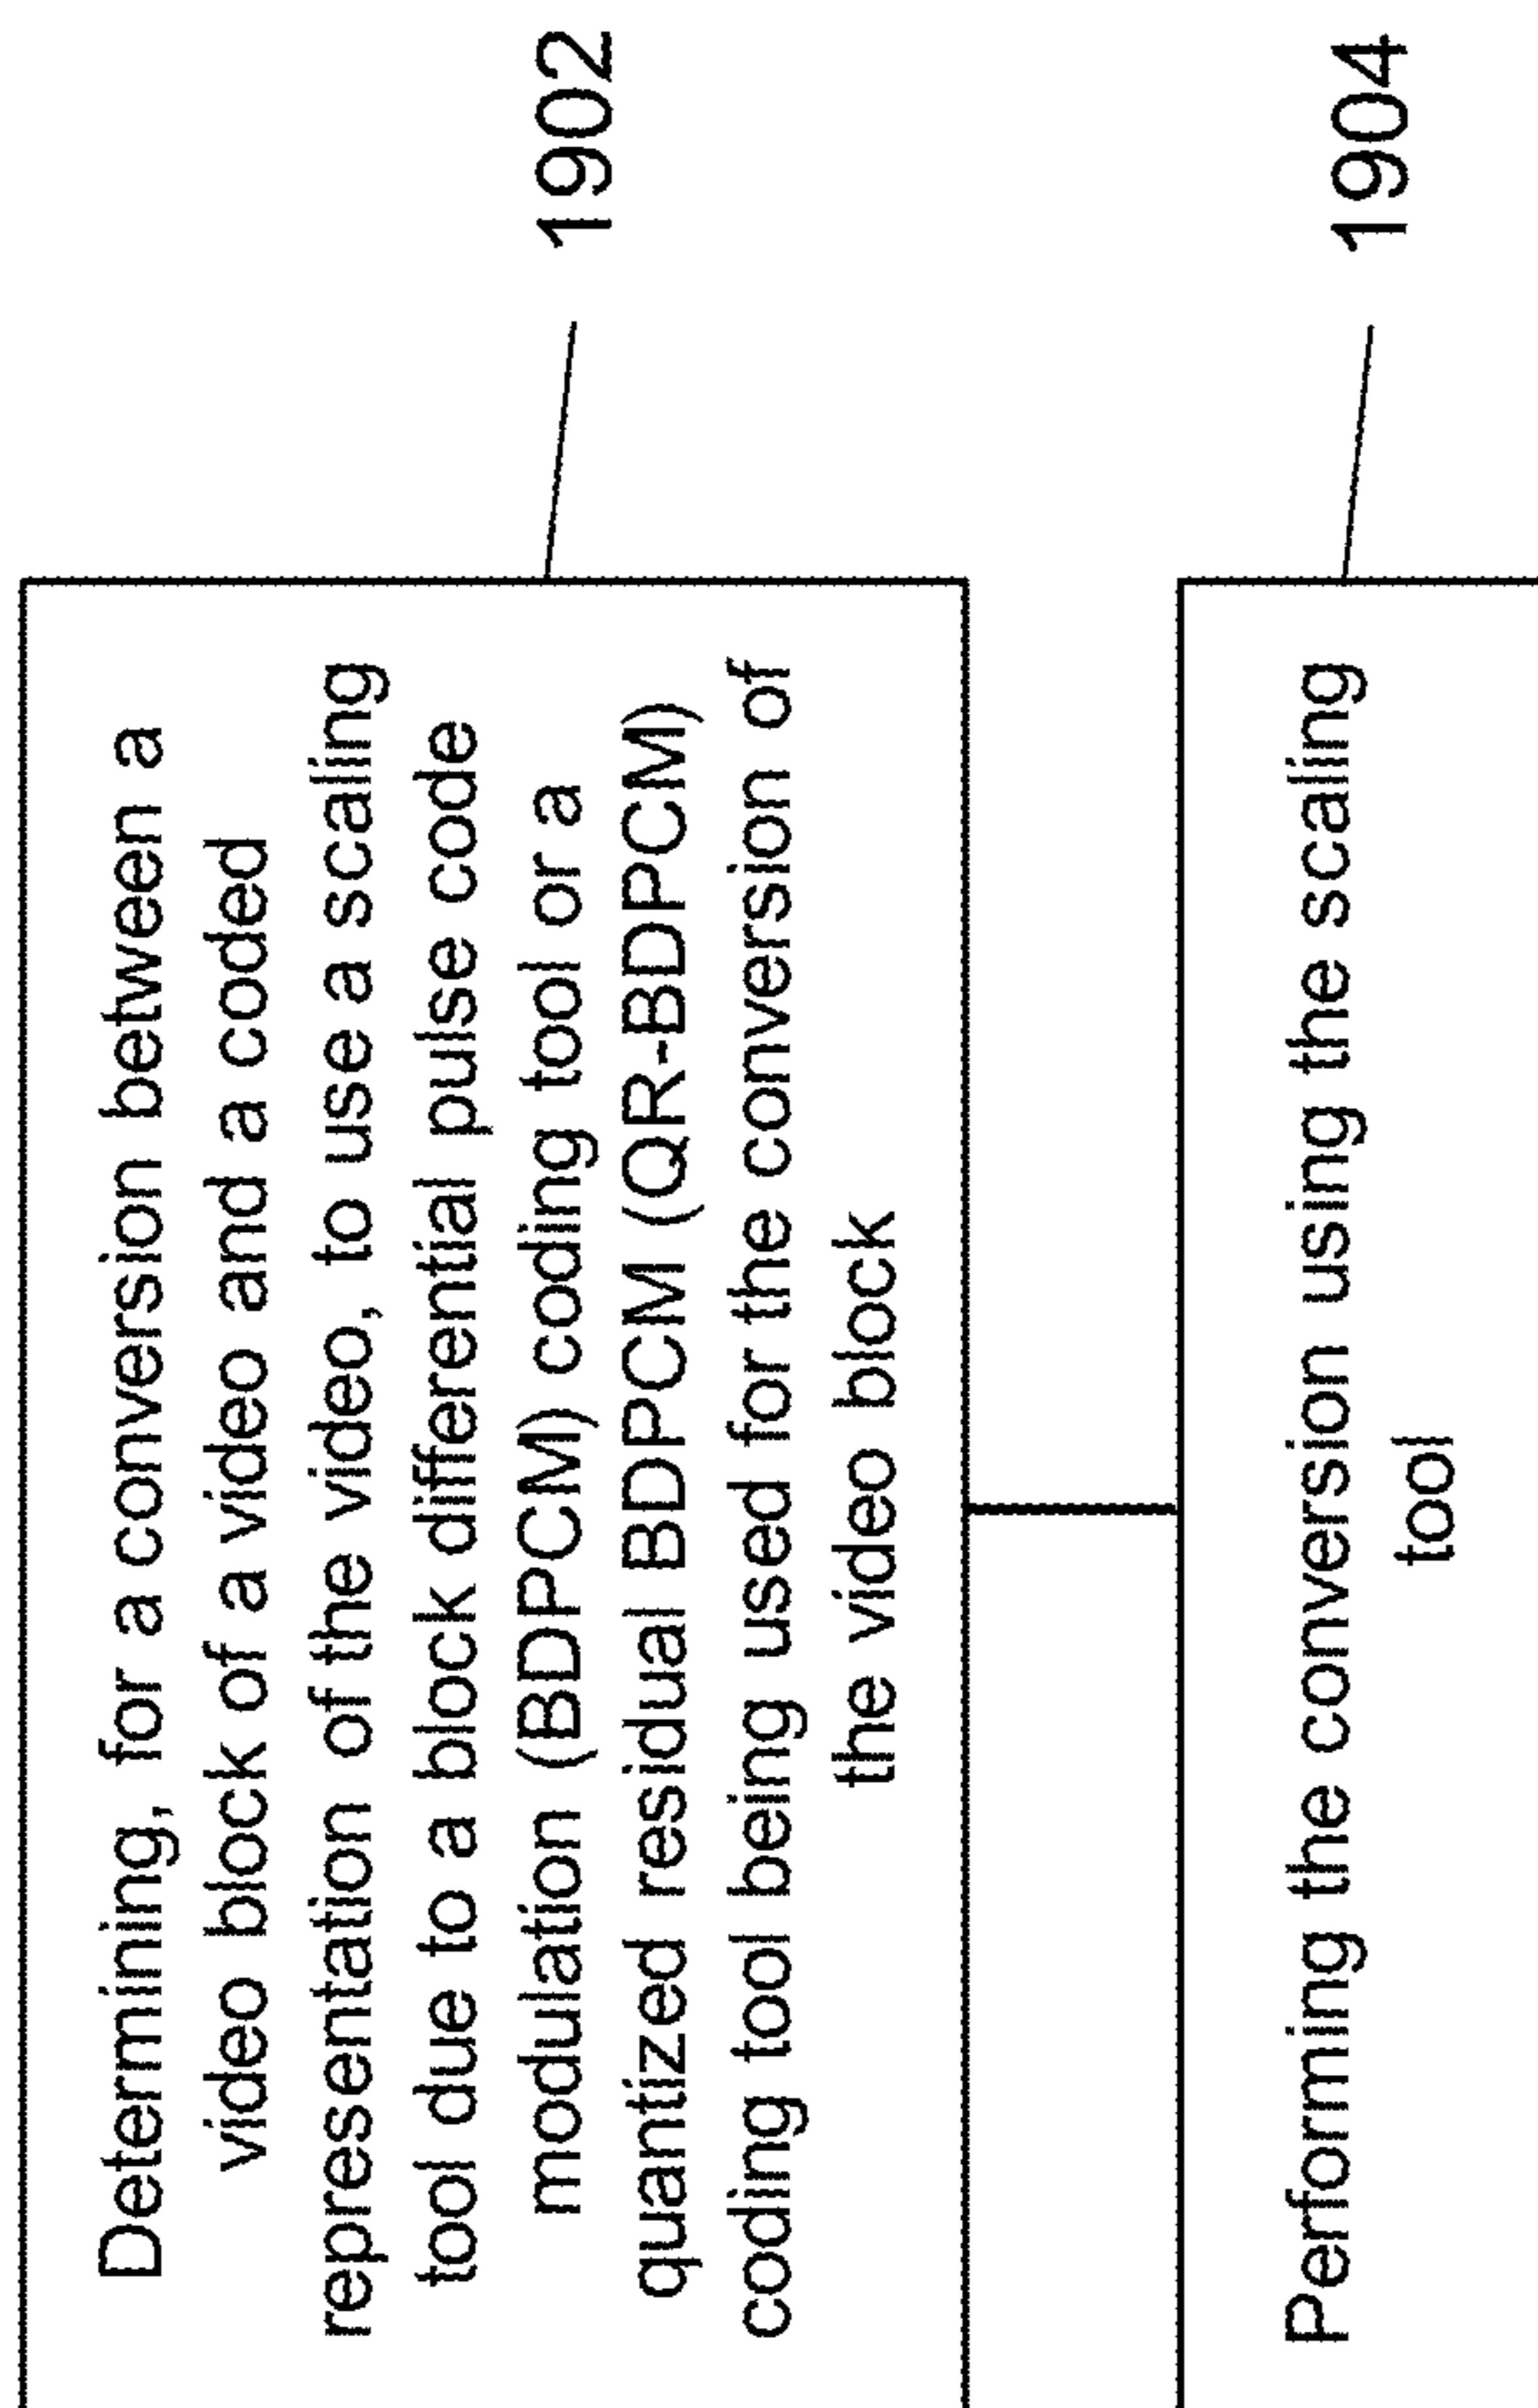 Determining, for a conversion between a
video block of a video and a coded
representation of the video, to use a scaling
tool due to a block differential pulse code
modulation (BDPCM) coding tool or a
quantized residual BDPCM (QR-BDPCM)
coding tool being used for the conversion of
the video block
1902
Performing the conversion using the scaling
tool
1904